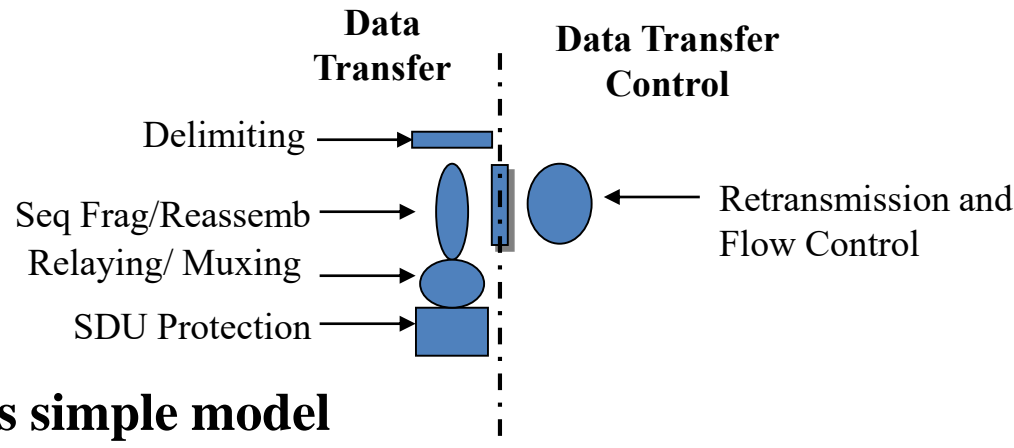 Data
Transfer
Data Transfer
Control
Delimiting
Seq Frag/Reassemb
Relaying/ Muxing
SDU Protection
Retransmission and
Flow Control
s simple model